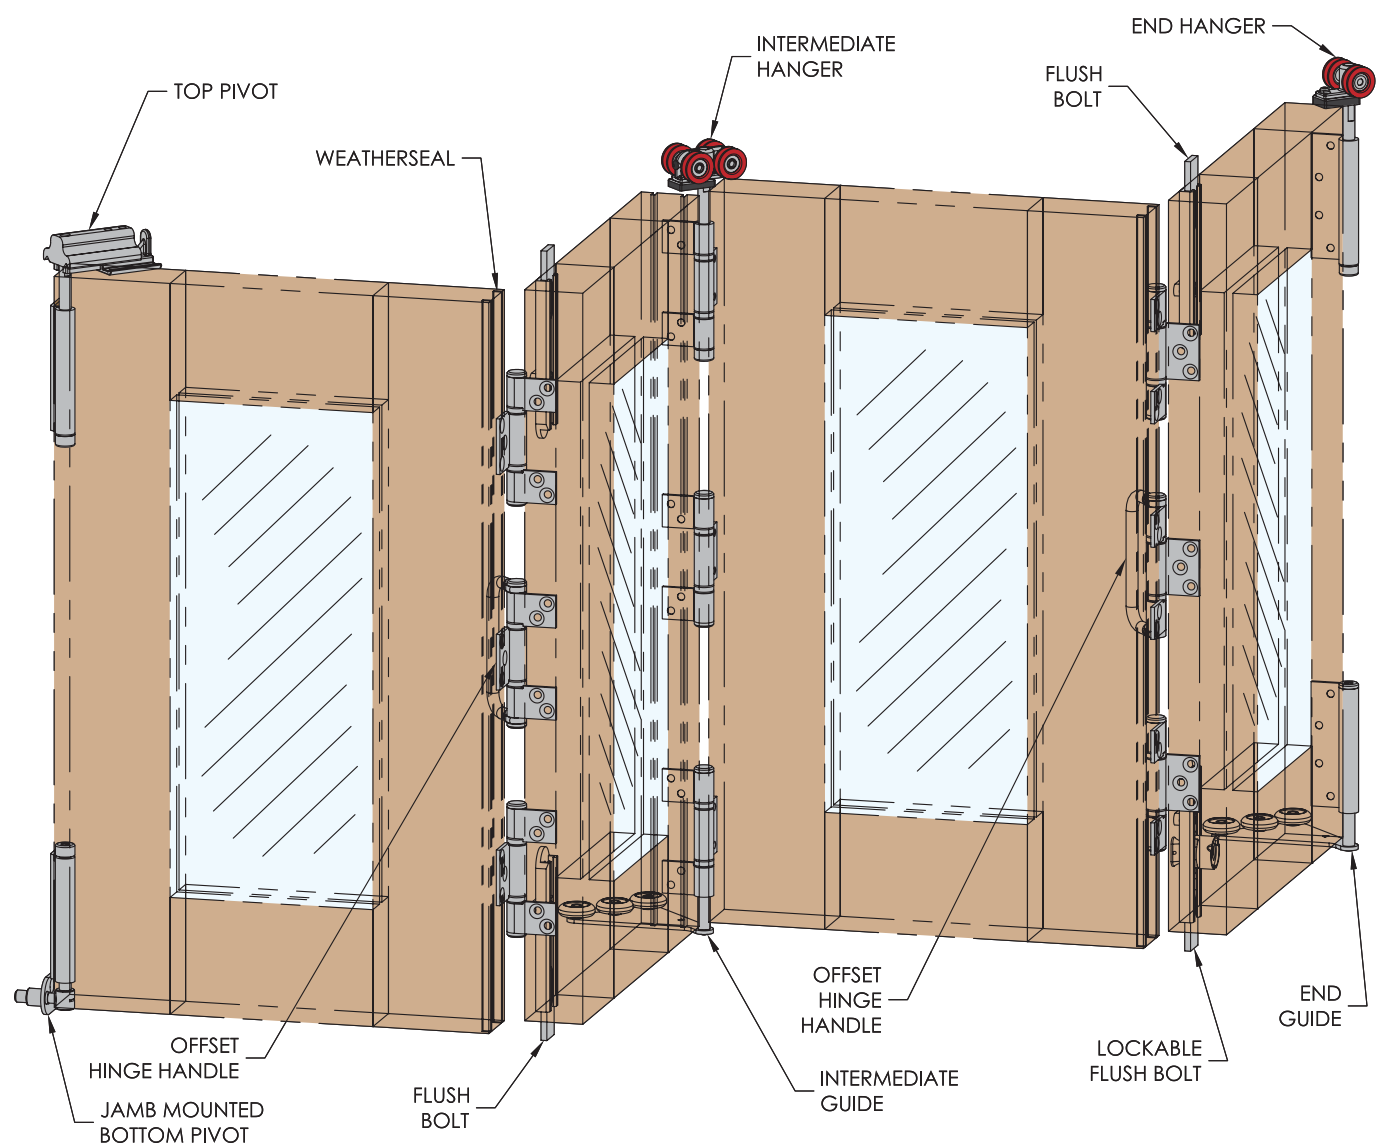 END HANGER
INTERMEDIATE
HANGER
FLUSH
BOLT
TOP PIVOT
WEATHERSEAL
OFFSET
HINGE
HANDLE
END
GUIDE
OFFSET
HINGE HANDLE
LOCKABLE
FLUSH BOLT
INTERMEDIATE
GUIDE
FLUSH
BOLT
JAMB MOUNTED
BOTTOM PIVOT